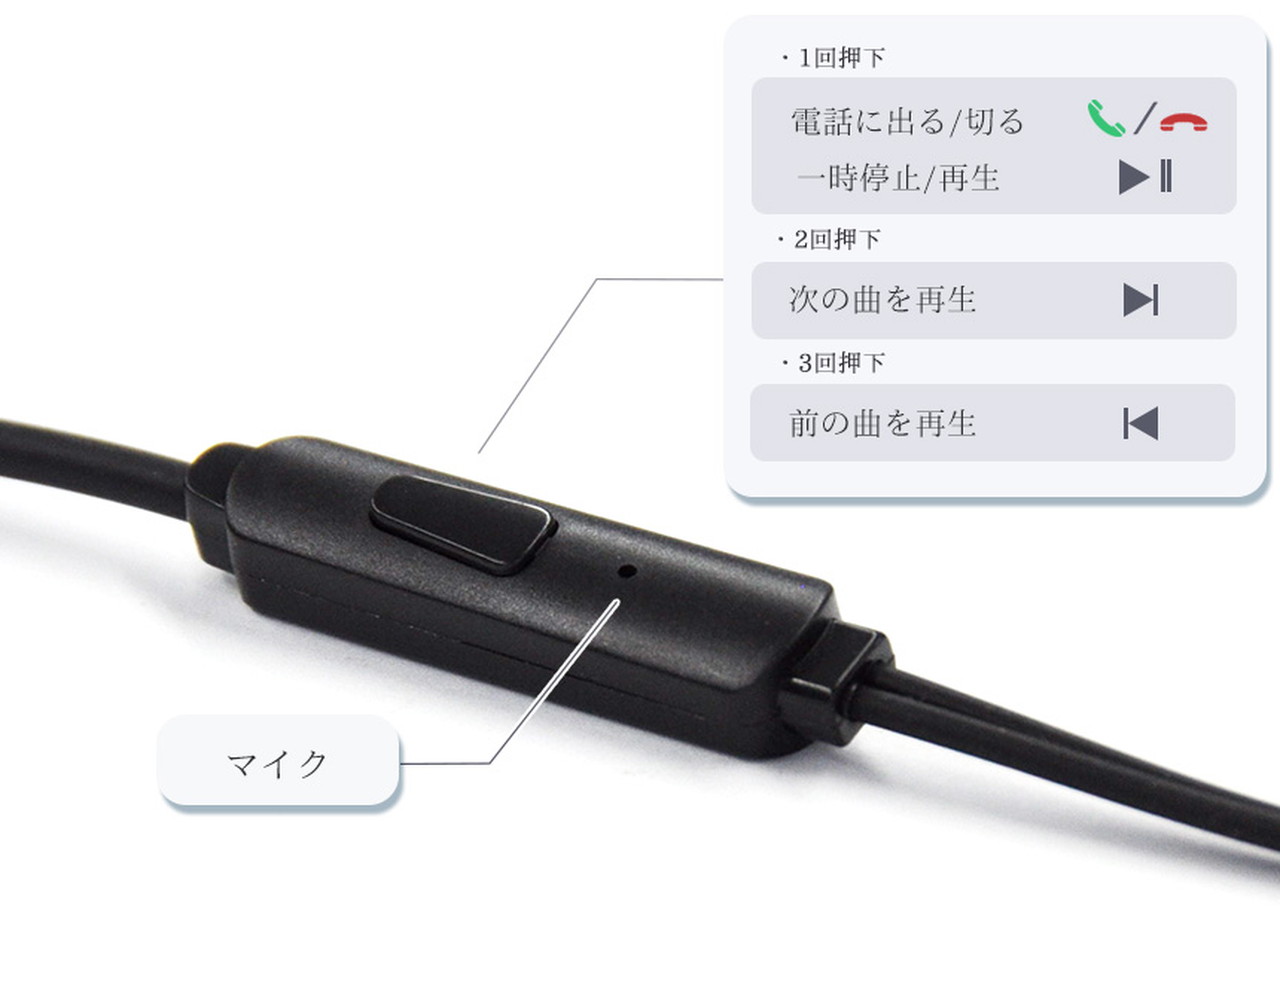 ・1回押下
電話に出る/切る
一時停止/再生
・2回押下
次の曲を再生
・3回押下
前の曲を再生
マイク